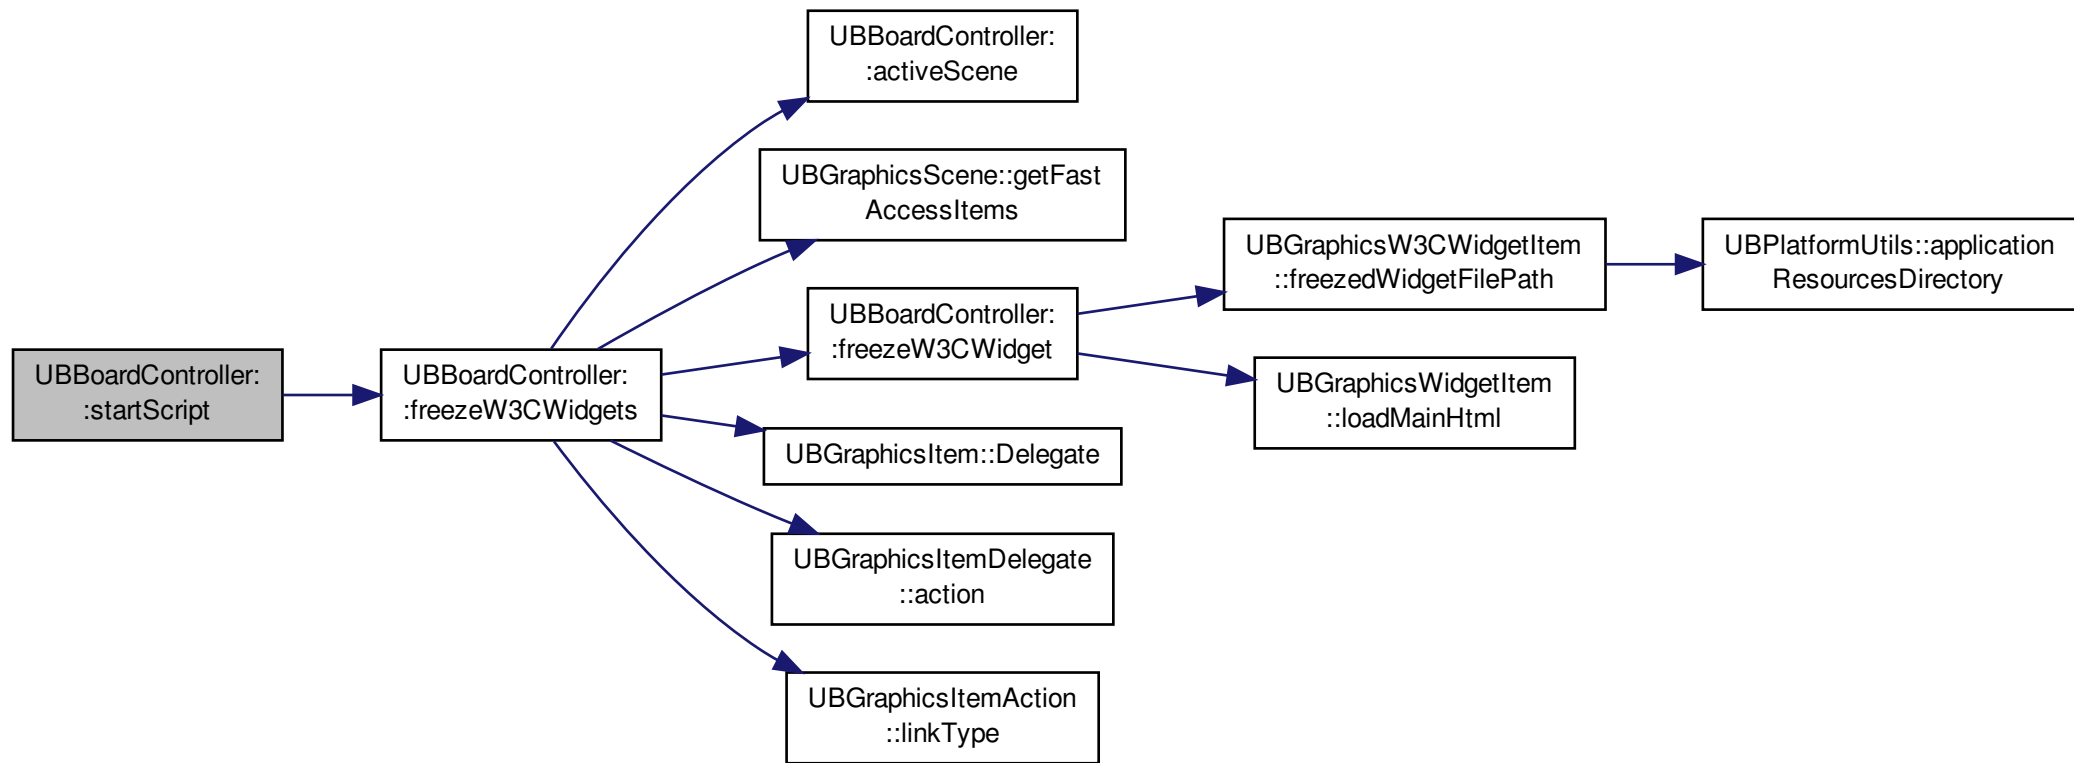 UBBoardController:
:startScript
UBBoardController:
:freezeW3CWidgets
UBBoardController:
:activeScene
UBGraphicsScene::getFast
AccessItems
UBBoardController:
:freezeW3CWidget
UBGraphicsItem::Delegate
UBGraphicsItemDelegate
::action
UBGraphicsItemAction
::linkType
UBGraphicsW3CWidgetItem
::freezedWidgetFilePath
UBGraphicsWidgetItem
::loadMainHtml
UBPlatformUtils::application
ResourcesDirectory